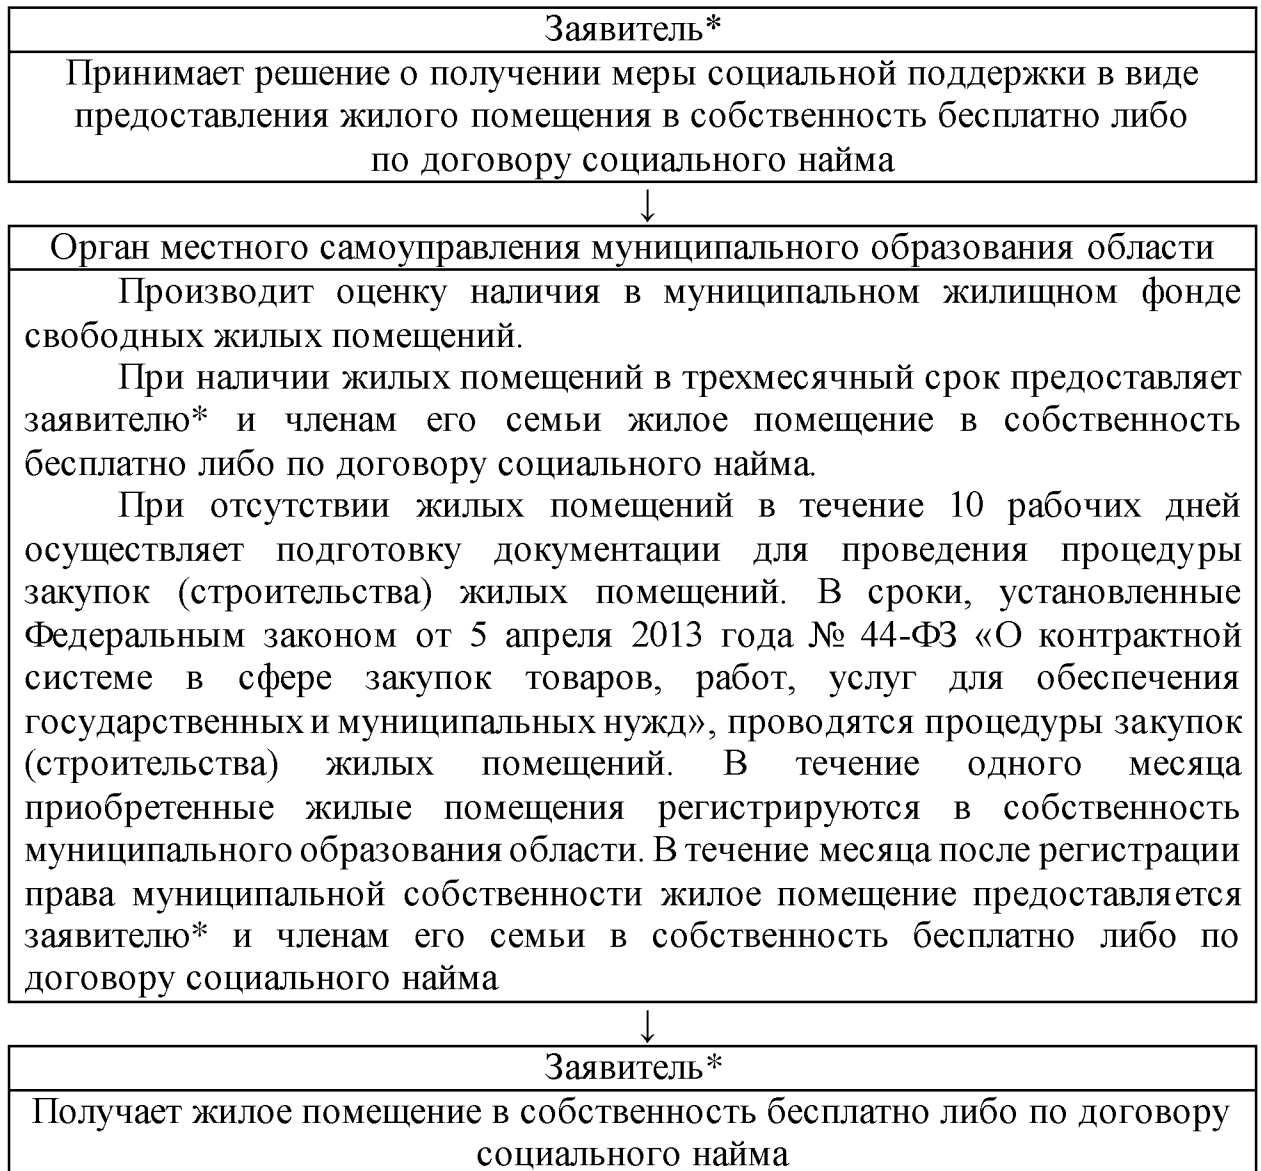 Заявитель*
Принимает решение о получении меры социальной поддержки в виде
предоставления жилого помещения в собственность бесплатно либо
по договору социального найма
↓
Орган местного самоуправления муниципального образования области
Производит оценку наличия в муниципальном жилищном фонде
свободных жилых помещений.
При наличии жилых помещений в трехмесячный срок предоставляет
заявителю* и членам его семьи жилое помещение в собственность
бесплатно либо по договору социального найма.
При отсутствии жилых помещений в течение 10 рабочих дней
осуществляет подготовку документации для проведения процедуры
закупок (строительства) жилых помещений. В сроки, установленные
Федеральным законом от 5 апреля 2013 года № 44-ФЗ «О контрактной
системе в сфере закупок товаров, работ, услуг для обеспечения
государственных и муниципальных нужд», проводятся процедуры закупок
(строительства) жилых помещений. В течение одного месяца
приобретенные жилые помещения регистрируются в собственность
муниципального образования области. В течение месяца после регистрации
права муниципальной собственности жилое помещение предоставляется
заявителю* и членам его семьи в собственность бесплатно либо по
договору социального найма
↓
Заявитель*
Получает жилое помещение в собственность бесплатно либо по договору
социального найма